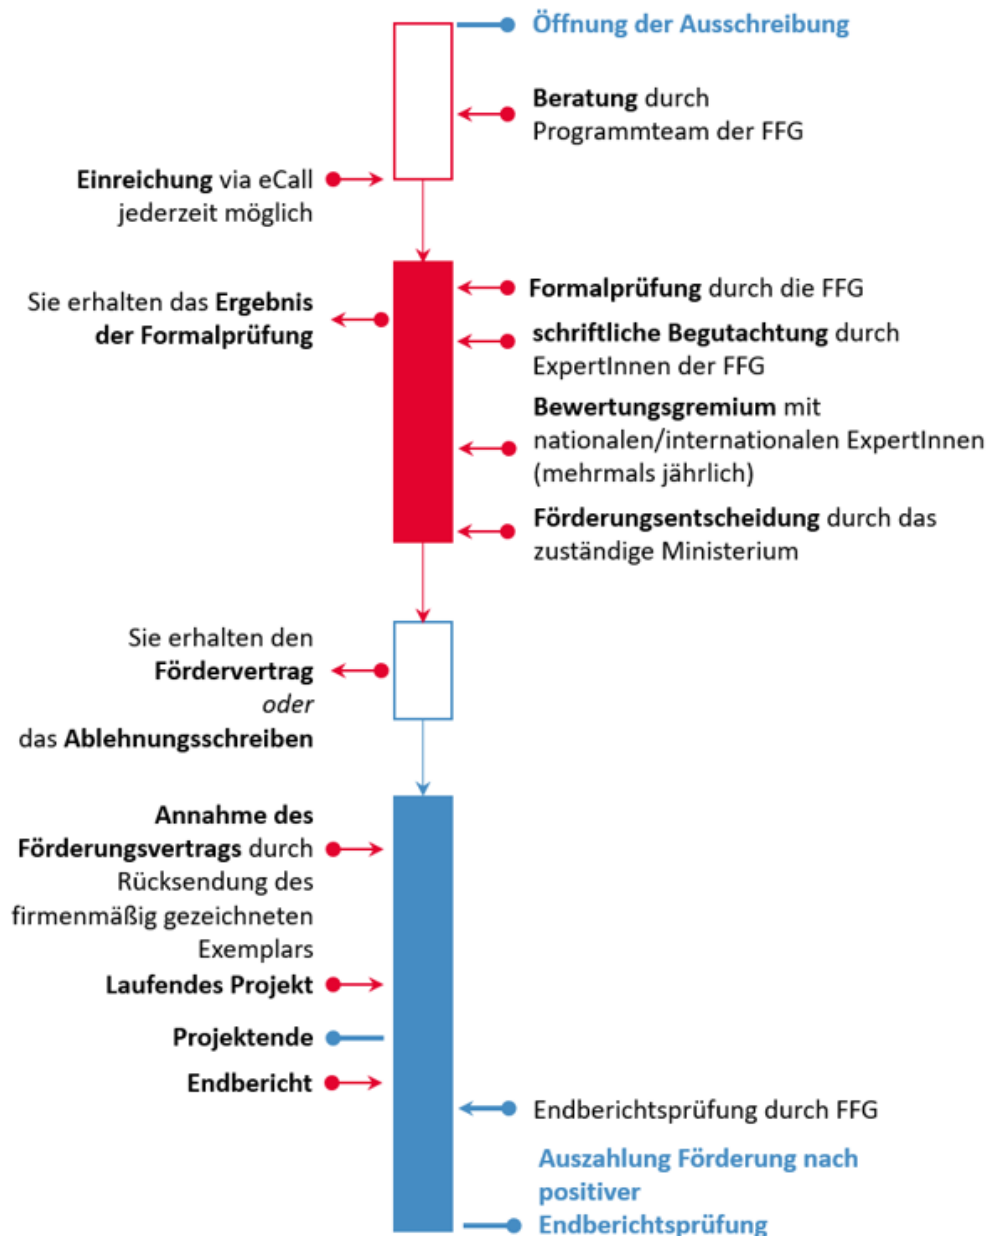 Öffnung der Ausschreibung
Beratung durch
Programmteam der FFG
Einreichung via eCall
jederzeit möglich
Formalprüfung durch die FFG
Sie erhalten das Ergebnis
der Formalprüfung
schriftliche Begutachtung durch
ExpertInnen der FFG
Bewertungsgremium mit
nationalen/internationalen ExpertInnen
(mehrmals jährlich)
Förderungsentscheidung durch das
zuständige Ministerium
Sie erhalten den
Fördervertrag
oder
das Ablehnungsschreiben
Annahme des
Förderungsvertrags durch
Rücksendung des
firmenmäßig gezeichneten
Exemplars
Laufendes Projekt
Projektende
Endbericht
Endberichtsprüfung durch FFG
Auszahlung Förderung nach
positiver
Endberichtsprüfung